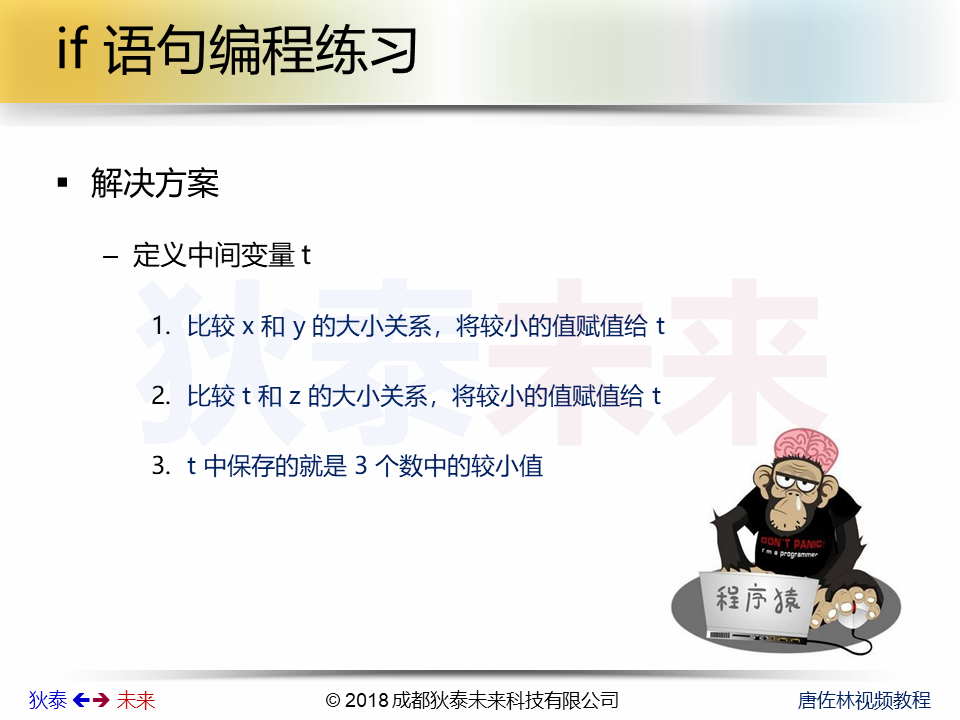 if 语句编程练习
▪ 解决方案
– 定义中间变量 t
1. 比较 x 和 y 的大小关系，将较小的值赋值给 t
2. 比较 t 和 z 的大小关系，将较小的值赋值给 t
3. t 中保存的就是 3 个数中的较小值
狄泰未来
DON'T PANIC!
I'm a programmer
程序猿
狄泰 🡸🡺 未来
© 2018 成都狄泰未来科技有限公司
唐佐林视频教程